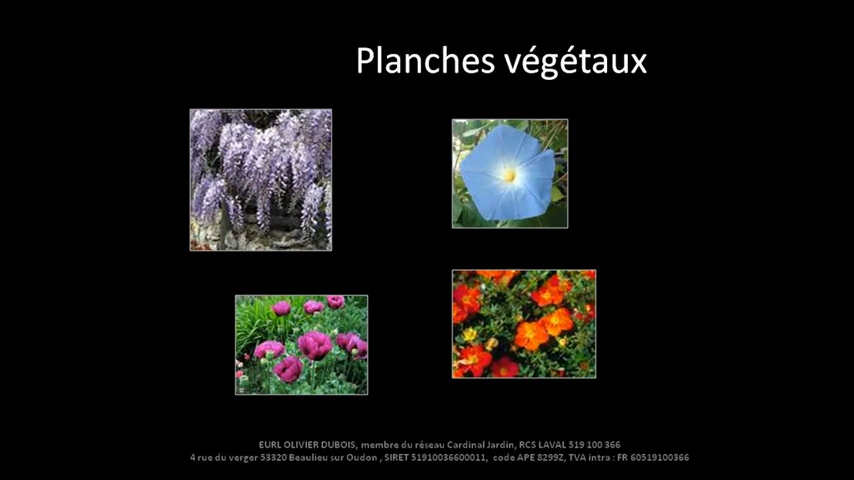 Planches végétaux
EURL OLIVIER DUBOIS, membre du réseau Cardinal Jardin, RCS LAVAL 519 100 366
4 rue du verger 53320 Beaulieu sur Oudon , SIRET 51910036600011, code APE 8299Z, TVA intra : FR 60519100366